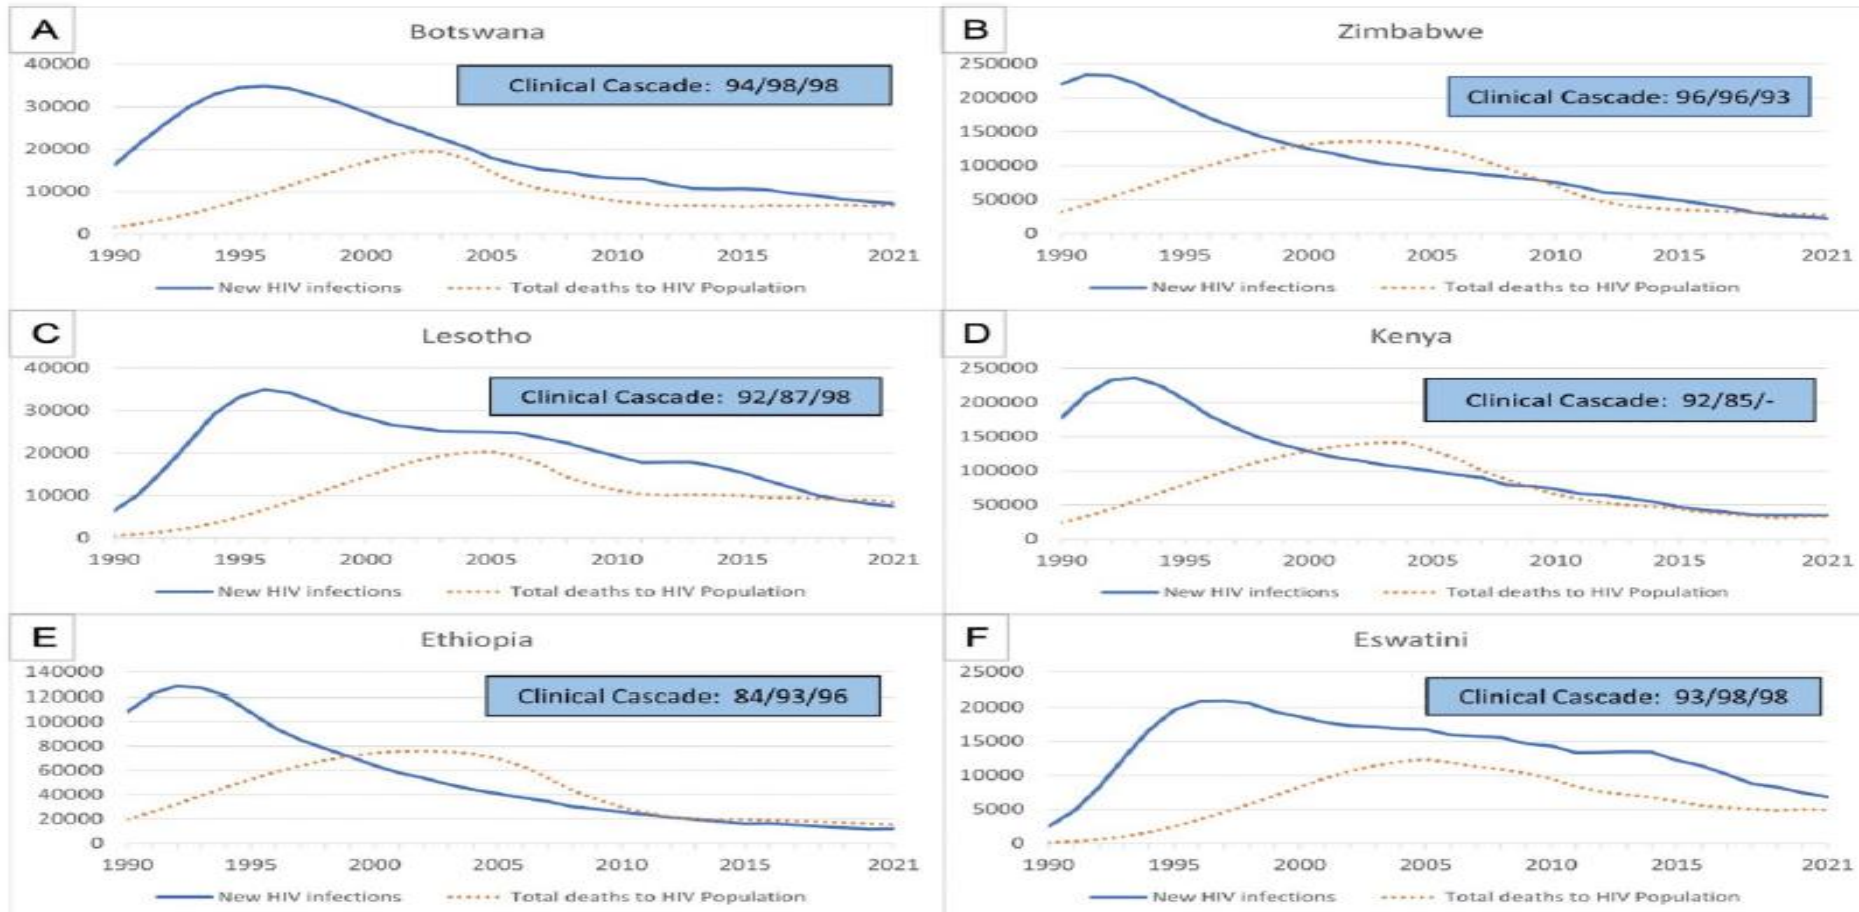 A
Botswana
40000
30000
20000
10000
0
Clinical Cascade: 94/98/98
1990 1995 2000 2005 2010 2015 2021
New HIV infections Total deaths to HIV Population
B
Zimbabwe
250000
200000
150000
100000
50000
0
Clinical Cascade: 96/96/93
1990 1995 2000 2005 2010 2015 2021
New HIV infections Total deaths to HIV Population
C
Lesotho
40000
30000
20000
10000
0
Clinical Cascade: 92/87/98
1990 1995 2000 2005 2010 2015 2021
New HIV infections Total deaths to HIV Population
D
Kenya
250000
200000
150000
100000
50000
0
Clinical Cascade: 92/85/-
1990 1995 2000 2005 2010 2015 2021
New HIV infections Total deaths to HIV Population
E
Ethiopia
140000
120000
100000
80000
60000
40000
20000
0
Clinical Cascade: 84/93/96
1990 1995 2000 2005 2010 2015 2021
New HIV infections Total deaths to HIV Population
F
Eswatini
25000
20000
15000
10000
5000
0
Clinical Cascade: 93/98/98
1990 1995 2000 2005 2010 2015 2021
New HIV infections Total deaths to HIV Population